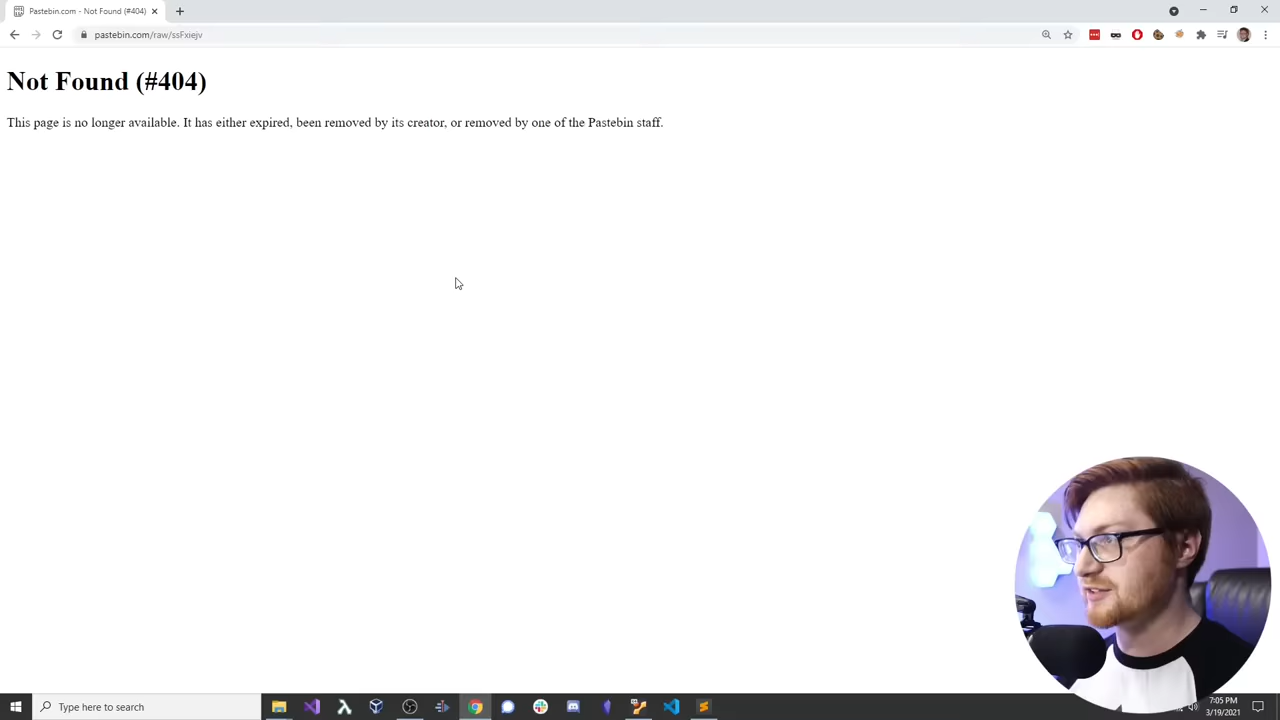 Pastebin.com - Not Found (#404)
pastebin.com/raw/ssFxiejv
Not Found (#404)
This page is no longer available. It has either expired, been removed by its creator, or removed by one of the Pastebin staff.
Type here to search
7:05 PM
3/19/2021